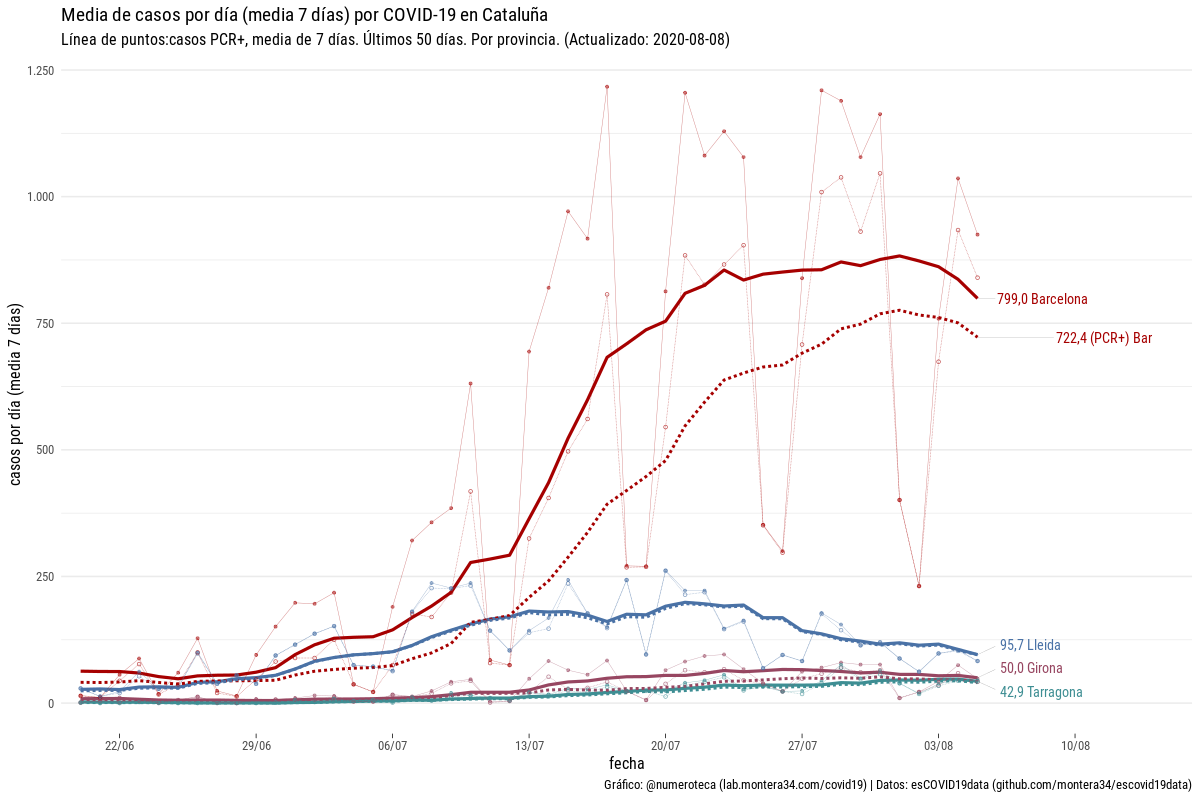 Media de casos por día (media 7 días) por COVID-19 en Cataluña
Línea de puntos:casos PCR+, media de 7 días. Últimos 50 días. Por provincia. (Actualizado: 2020-08-08)
casos por día (media 7 días)
1.250
1.000
750
500
250
0
799,0 Barcelona
722,4 (PCR+) Bar
95,7 Lleida
50,0 Girona
42,9 Tarragona
22/06
29/06
06/07
13/07
20/07
27/07
03/08
10/08
fecha
Gráfico: @numeroteca (lab.montera34.com/covid19) | Datos: esCOVID19data (github.com/montera34/escovid19data)